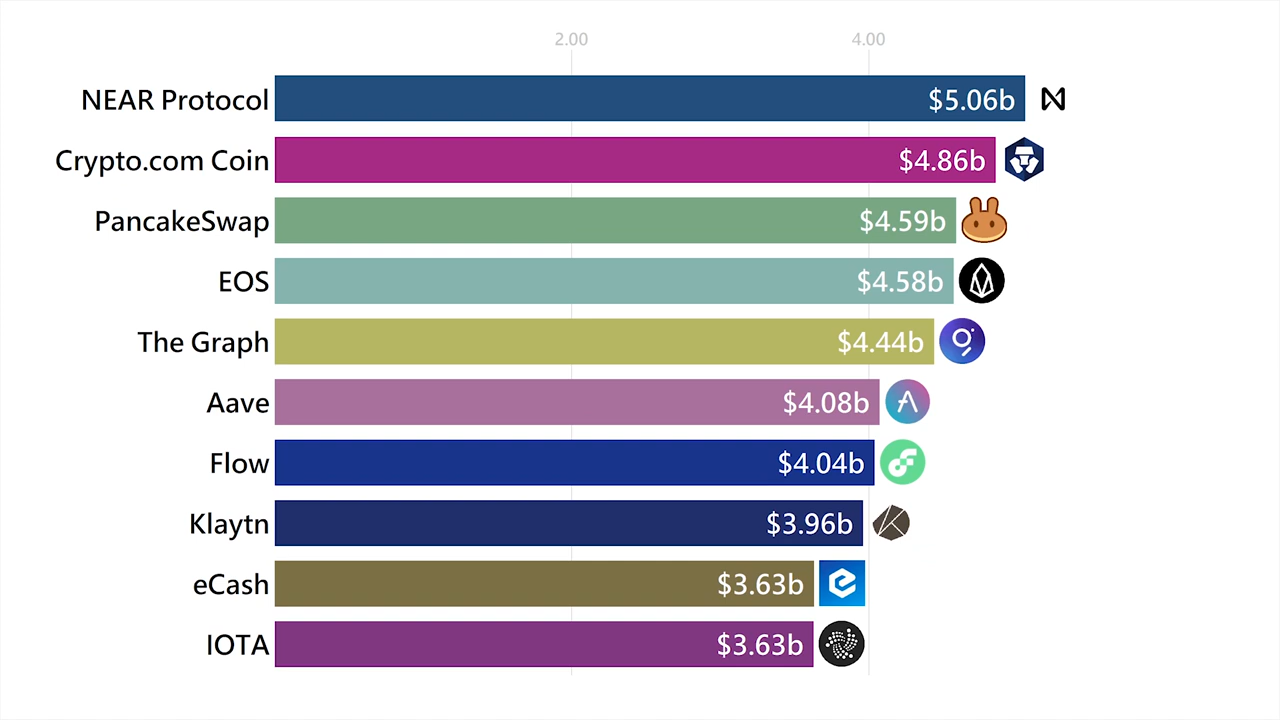 2.00 4.00
NEAR Protocol $5.06b
Crypto.com Coin $4.86b
PancakeSwap $4.59b
EOS $4.58b
The Graph $4.44b
Aave $4.08b
Flow $4.04b
Klaytn $3.96b
eCash $3.63b
IOTA $3.63b